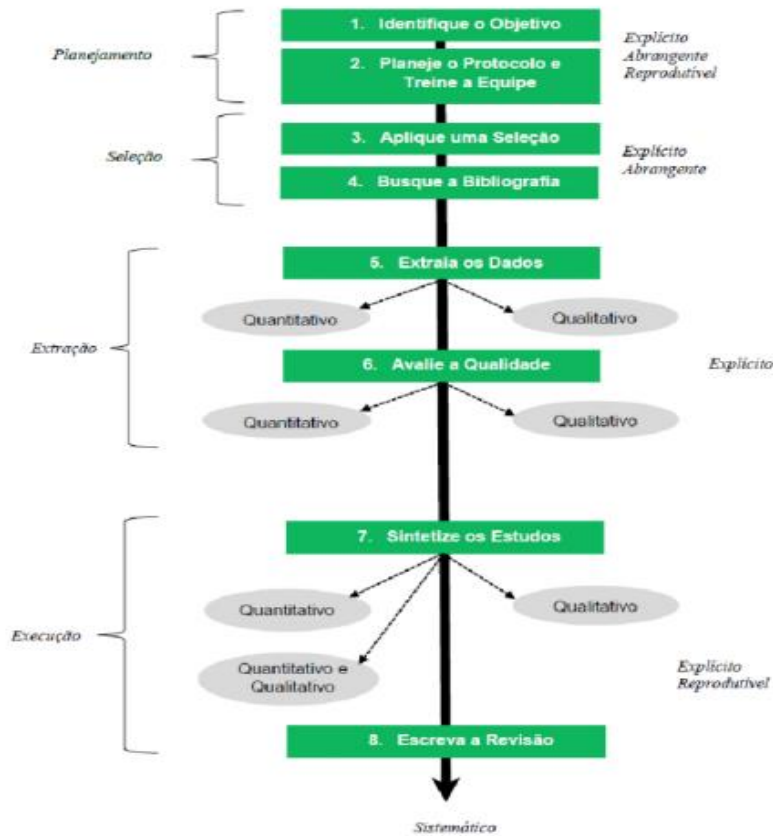 1. Identifique o Objetivo
Planejamento
2. Planeje o Protocolo e
Treine a Equipe
Explícito
Abrangente
Reprodutível
3. Aplique uma Seleção
Seleção
4. Busque a Bibliografia
Explícito
Abrangente
5. Extraia os Dados
Quantitativo
Qualitativo
Extração
6. Avalie a Qualidade
Explícito
Quantitativo
Qualitativo
7. Sintetize os Estudos
Quantitativo
Qualitativo
Execução
Quantitativo e
Qualitativo
Explícito
Reprodutível
8. Escreva a Revisão
Sistemático